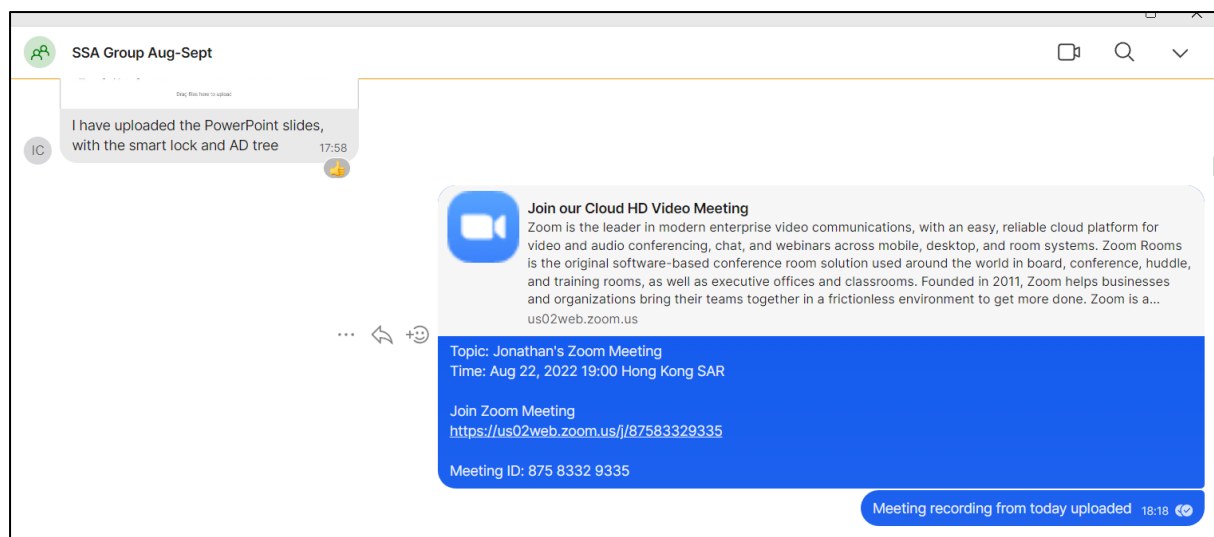 SSA Group Aug-Sept
Drag files here to upload
I have uploaded the PowerPoint slides,
with the smart lock and AD tree 17:58
IC
👍
Join our Cloud HD Video Meeting
Zoom is the leader in modern enterprise video communications, with an easy, reliable cloud platform for
video and audio conferencing, chat, and webinars across mobile, desktop, and room systems. Zoom Rooms
is the original software-based conference room solution used around the world in board, conference, huddle,
and training rooms, as well as executive offices and classrooms. Founded in 2011, Zoom helps businesses
and organizations bring their teams together in a frictionless environment to get more done. Zoom is a...
us02web.zoom.us
Topic: Jonathan's Zoom Meeting
Time: Aug 22, 2022 19:00 Hong Kong SAR
Join Zoom Meeting
https://us02web.zoom.us/j/87583329335
Meeting ID: 875 8332 9335
Meeting recording from today uploaded 18:18